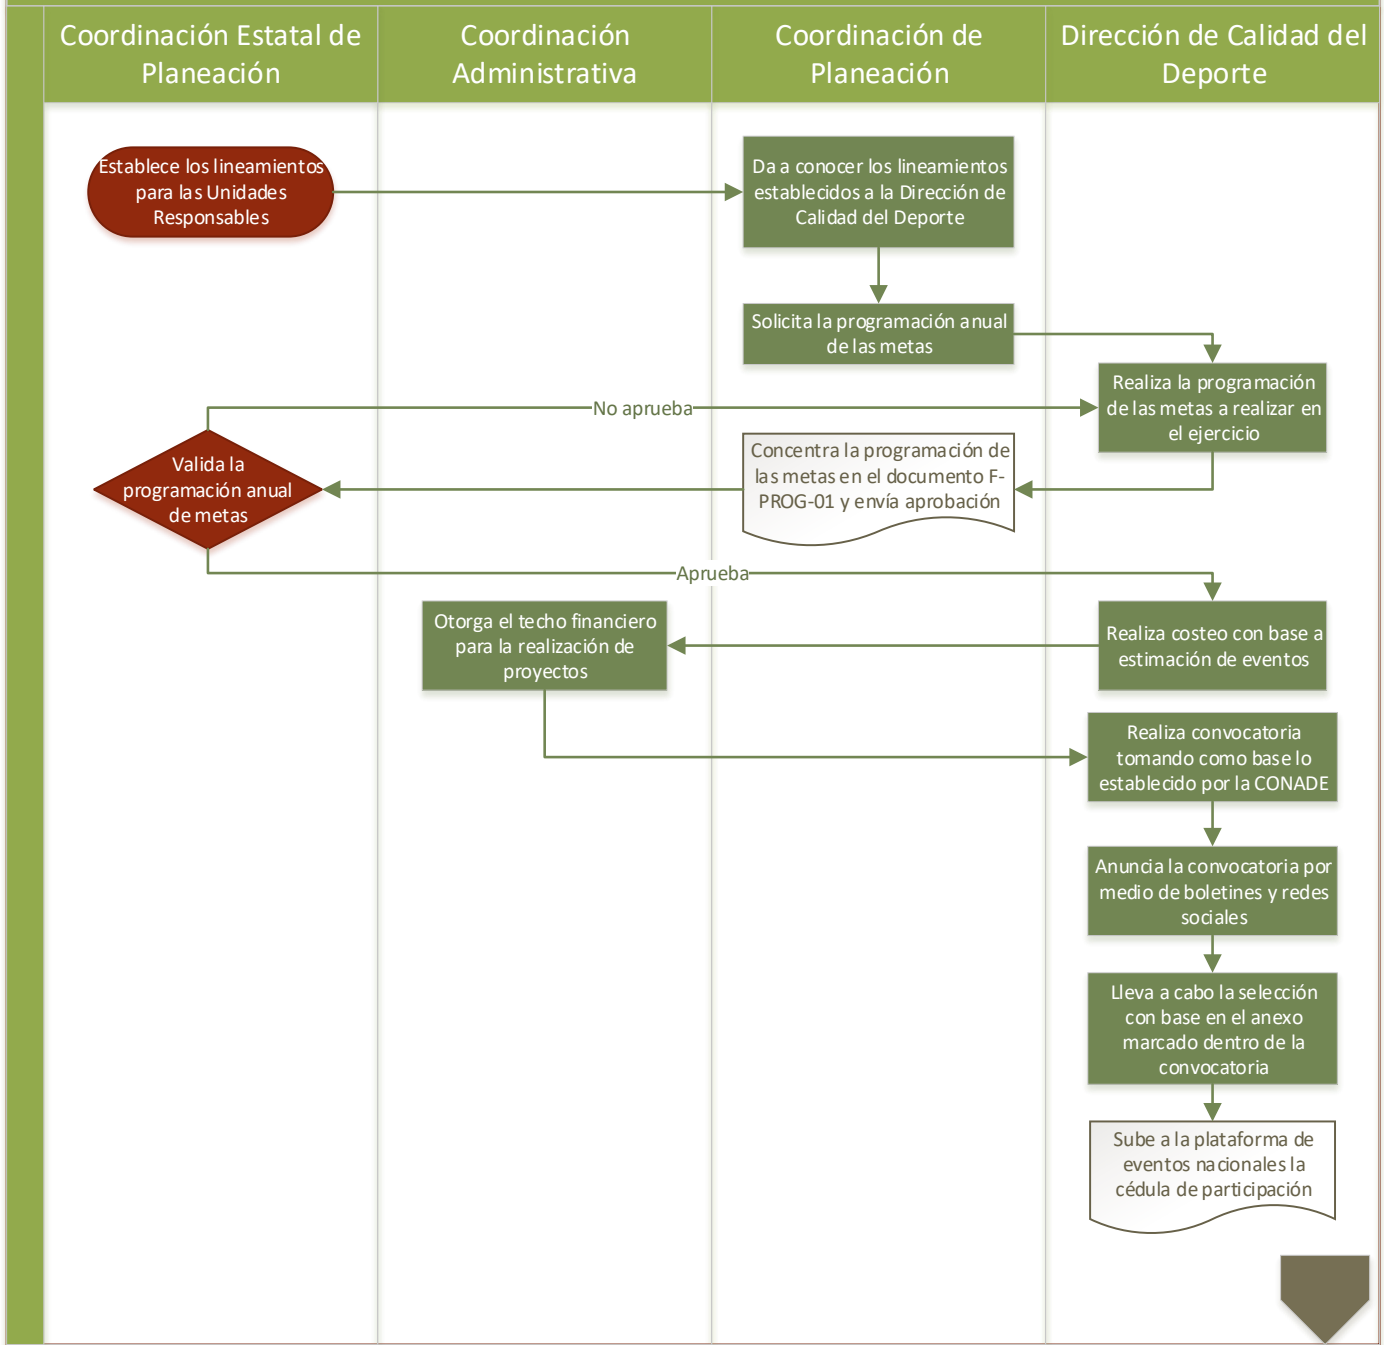 Coordinación Estatal de
Planeación
Coordinación
Administrativa
Coordinación de
Planeación
Dirección de Calidad del
Deporte
Establece los lineamientos
para las Unidades
Responsables
Da a conocer los lineamientos
establecidos a la Dirección de
Calidad del Deporte
Solicita la programación anual
de las metas
Realiza la programación
de las metas a realizar en
el ejercicio
No aprueba
Concentra la programación de
las metas en el documento F-
PROG-01 y envía aprobación
Valida la
programación anual
de metas
Aprueba
Realiza costeo con base a
estimación de eventos
Otorga el techo financiero
para la realización de
proyectos
Realiza convocatoria
tomando como base lo
establecido por la CONADE
Anuncia la convocatoria por
medio de boletines y redes
sociales
Lleva a cabo la selección
con base en el anexo
marcado dentro de la
convocatoria
Sube a la plataforma de
eventos nacionales la
cédula de participación